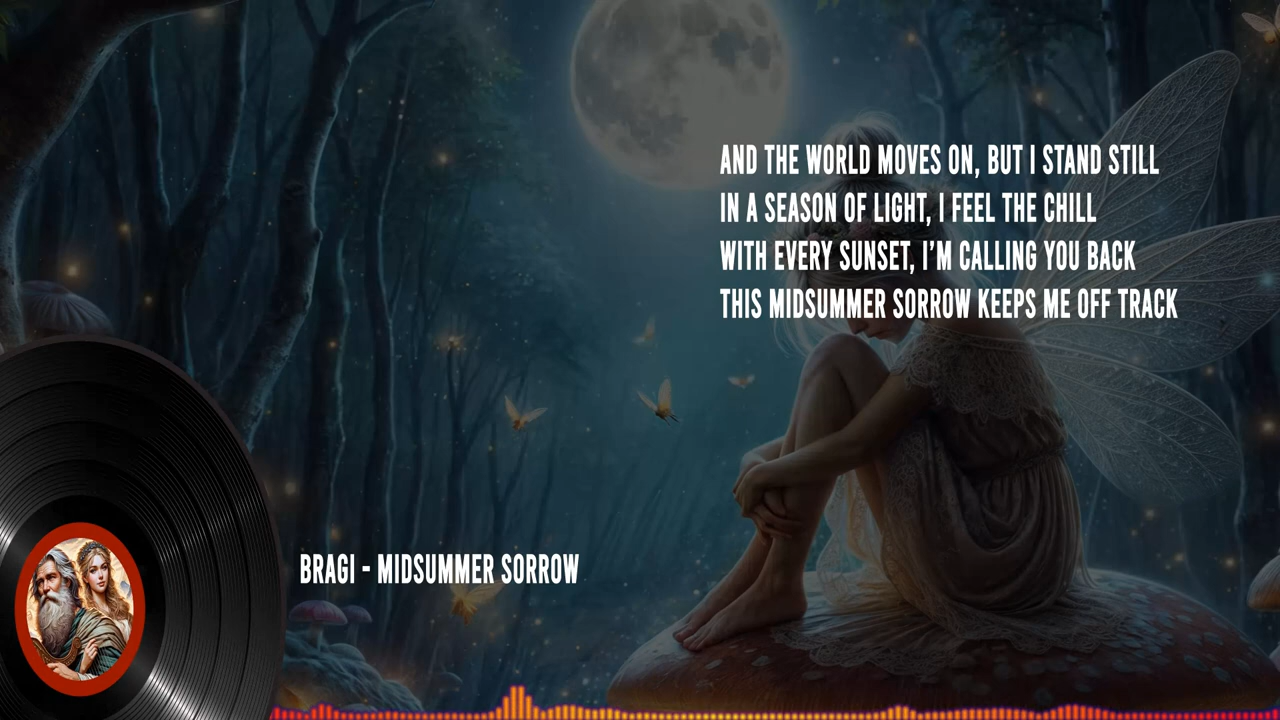 AND THE WORLD MOVES ON, BUT I STAND STILL
IN A SEASON OF LIGHT, I FEEL THE CHILL
WITH EVERY SUNSET, I’M CALLING YOU BACK
THIS MIDSUMMER SORROW KEEPS ME OFF TRACK
BRAGI - MIDSUMMER SORROW